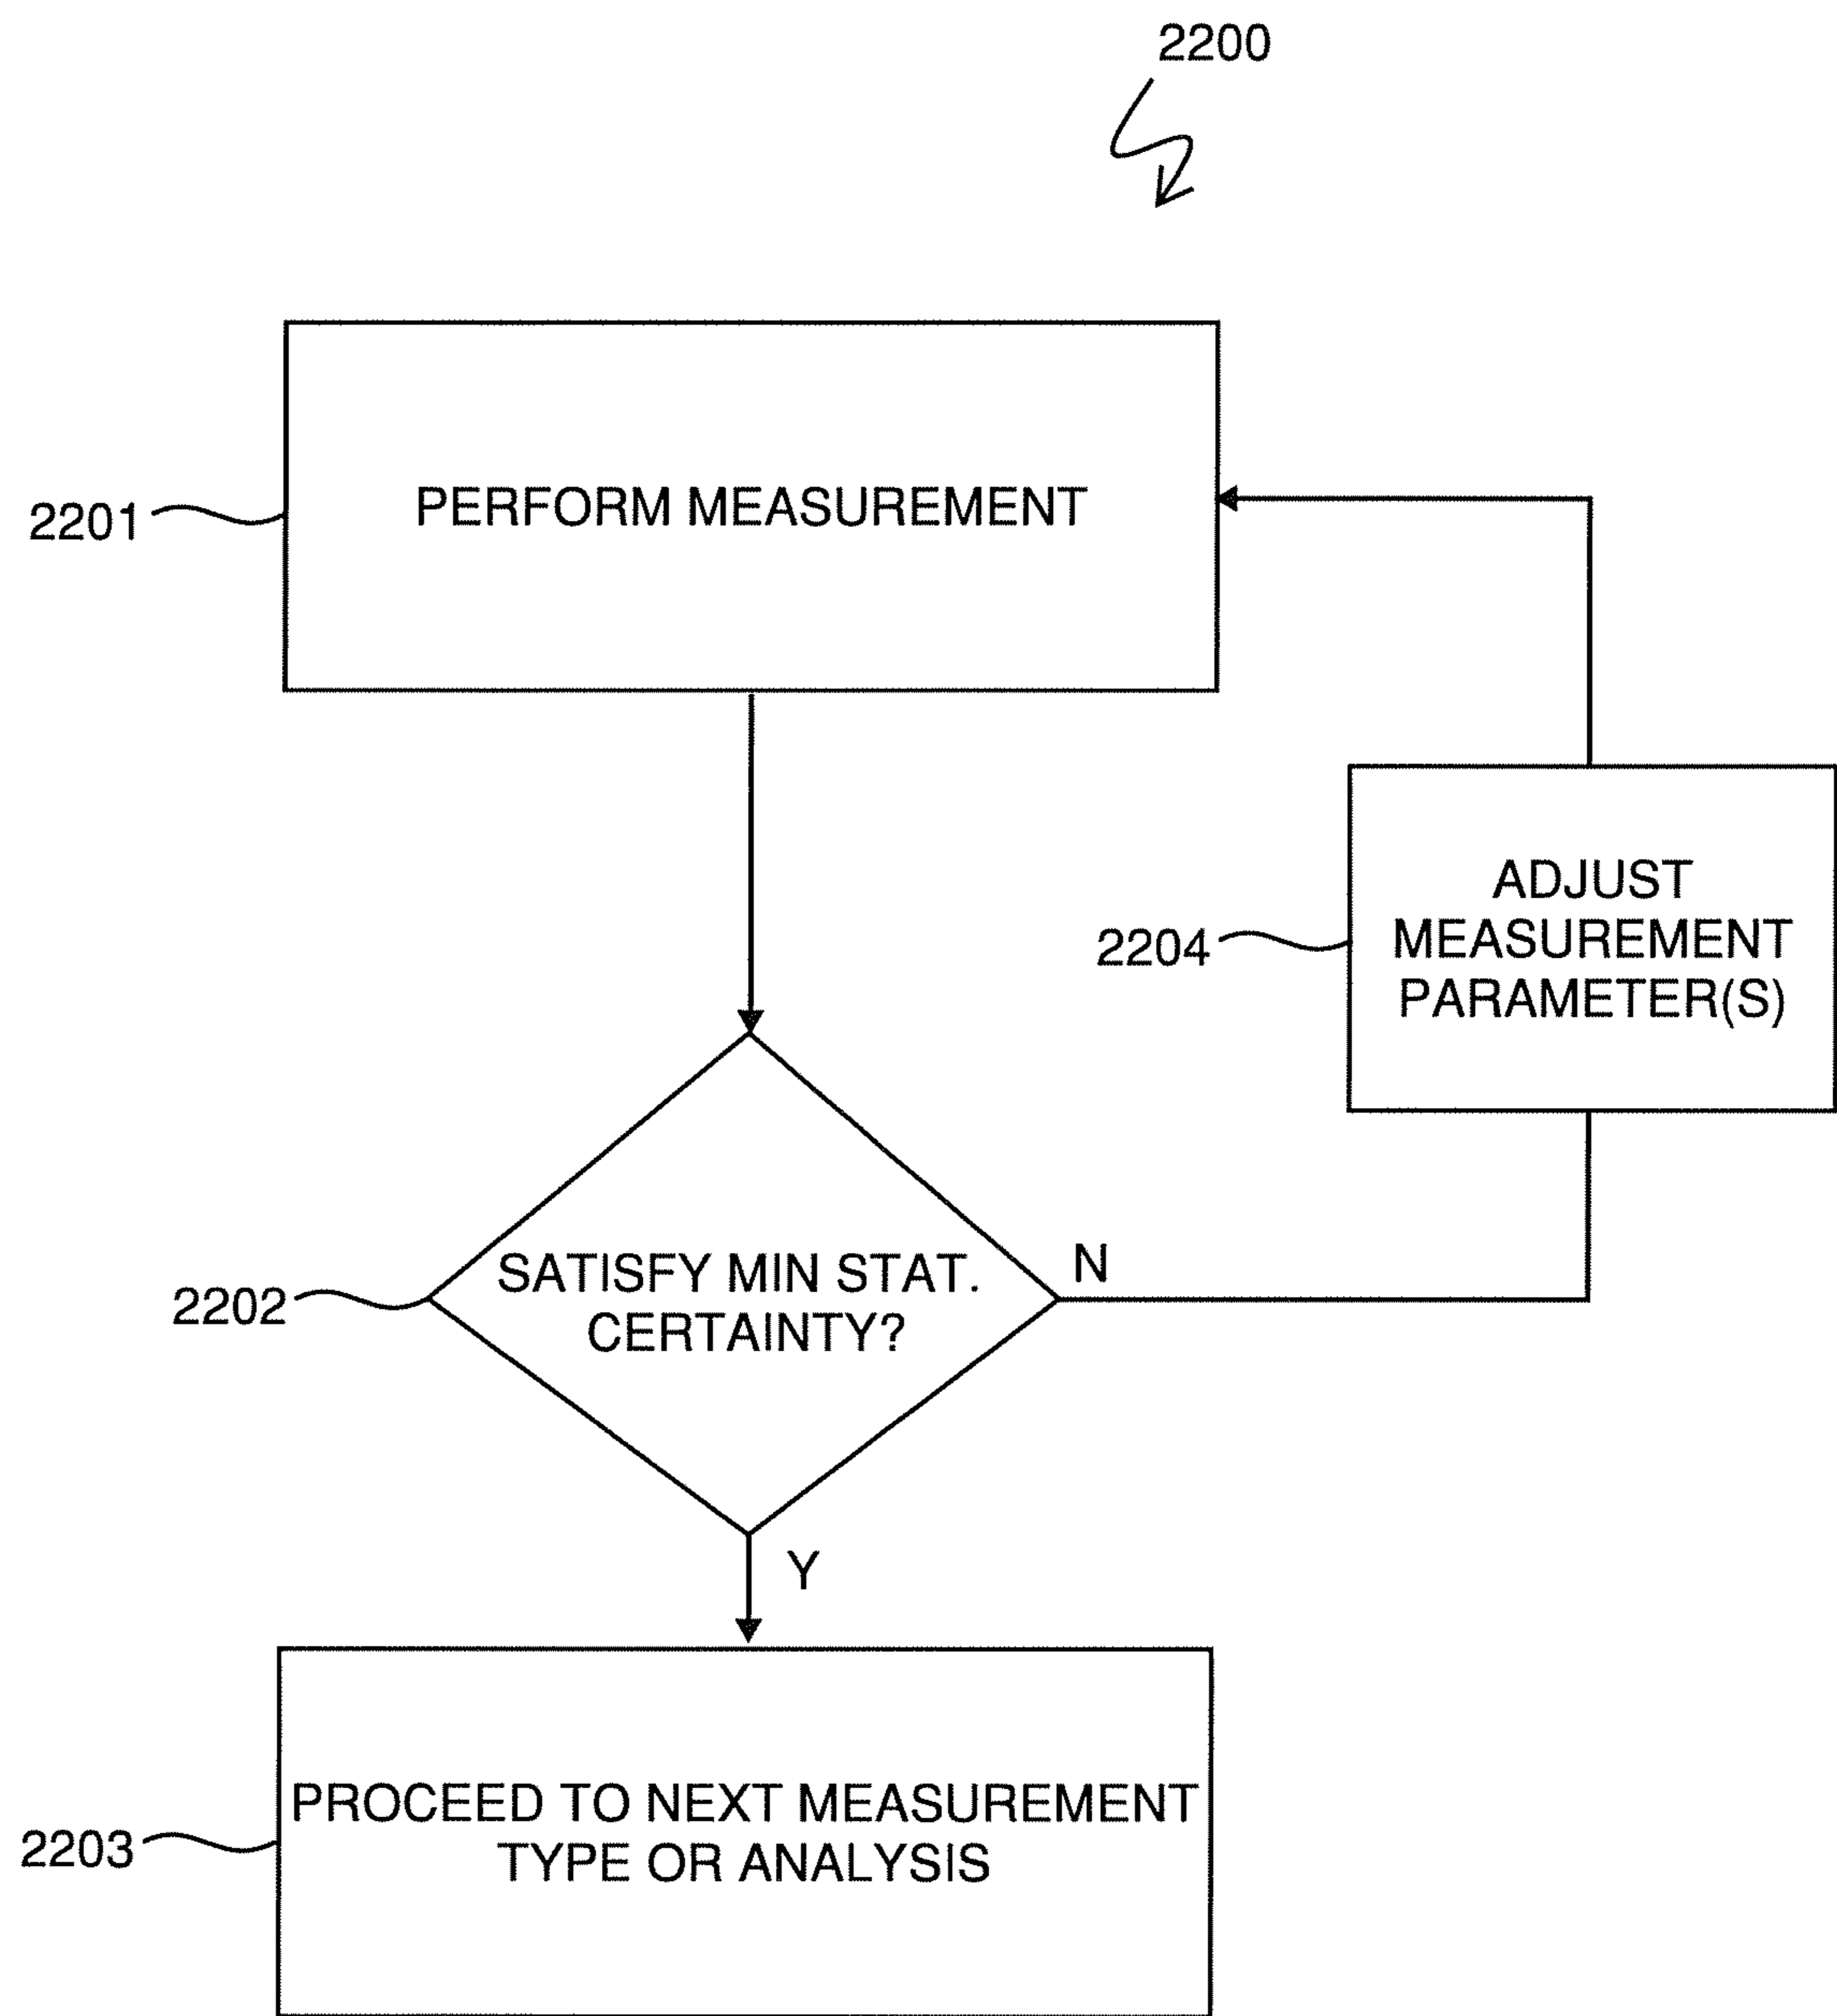 2200
PERFORM MEASUREMENT
2201
ADJUST
MEASUREMENT
PARAMETER(S)
2204
SATISFY MIN STAT.
CERTAINTY?
N
2202
Y
PROCEED TO NEXT MEASUREMENT
TYPE OR ANALYSIS
2203